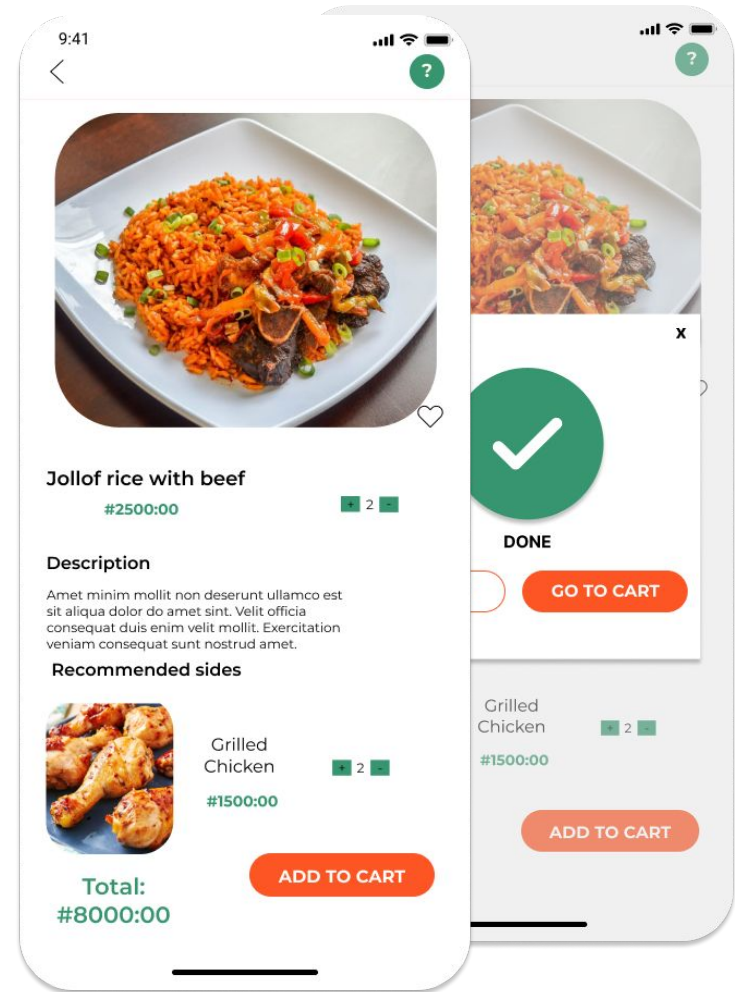 9:41
?
Jollof rice with beef
#2500:00
+ 2 -
Description
Amet minim mollit non deserunt ullamco est
sit aliqua dolor do amet sint. Velit officia
consequat duis enim velit mollit. Exercitation
veniam consequat sunt nostrud amet.
Recommended sides
Grilled
Chicken
+ 2 -
#1500:00
ADD TO CART
Total:
#8000:00
?
X
DONE
GO TO CART
Grilled
Chicken
+ 2 -
#1500:00
ADD TO CART